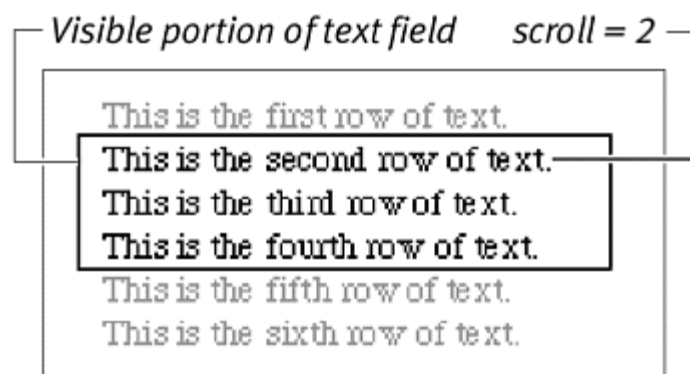 Visible portion of text field scroll = 2
This is the first row of text.
This is the second row of text.
This is the third row of text.
This is the fourth row of text.
This is the fifth row of text.
This is the sixth row of text.